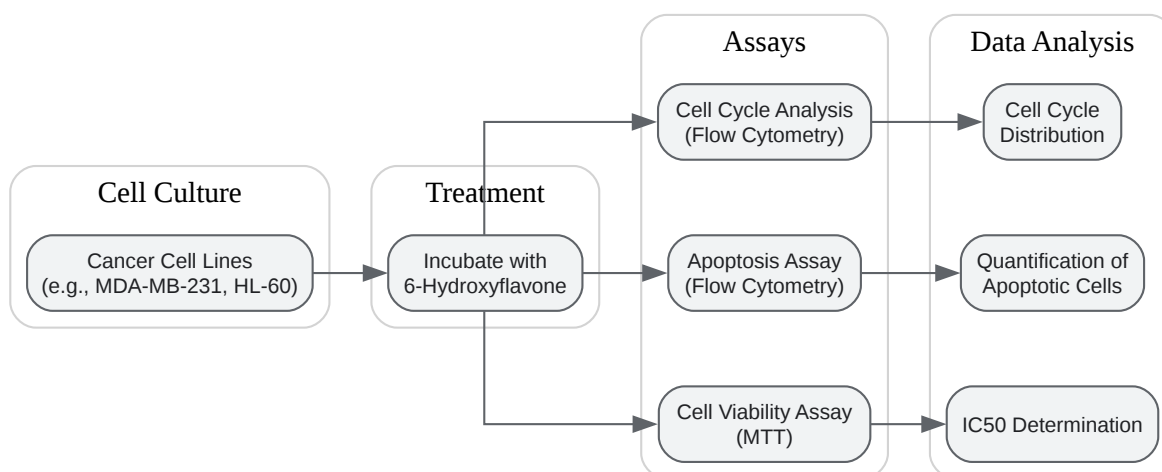 Cell Culture
Cancer Cell Lines
(e.g., MDA-MB-231, HL-60)
Treatment
Incubate with
6-Hydroxyflavone
Assays
Cell Cycle Analysis
(Flow Cytometry)
Apoptosis Assay
(Flow Cytometry)
Cell Viability Assay
(MTT)
Data Analysis
Cell Cycle
Distribution
Quantification of
Apoptotic Cells
IC50 Determination